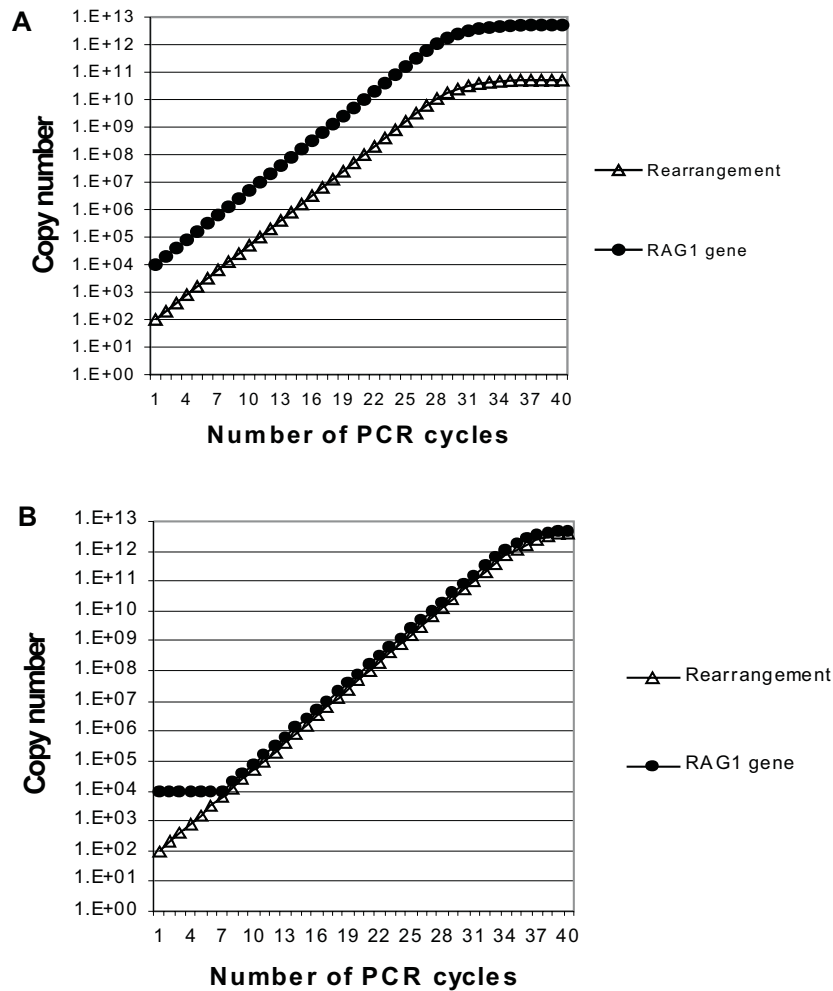 A
1.E+13
1.E+12
1.E+11
1.E+10
1.E+09
1.E+08
1.E+07
1.E+06
1.E+05
1.E+04
1.E+03
1.E+02
1.E+01
1.E+00
Copy number
1 4 7 10 13 16 19 22 25 28 31 34 37 40
Number of PCR cycles
Rearrangement
RAG1 gene
B
1.E+13
1.E+12
1.E+11
1.E+10
1.E+09
1.E+08
1.E+07
1.E+06
1.E+05
1.E+04
1.E+03
1.E+02
1.E+01
1.E+00
Copy number
1 4 7 10 13 16 19 22 25 28 31 34 37 40
Number of PCR cycles
Rearrangement
RAG1 gene